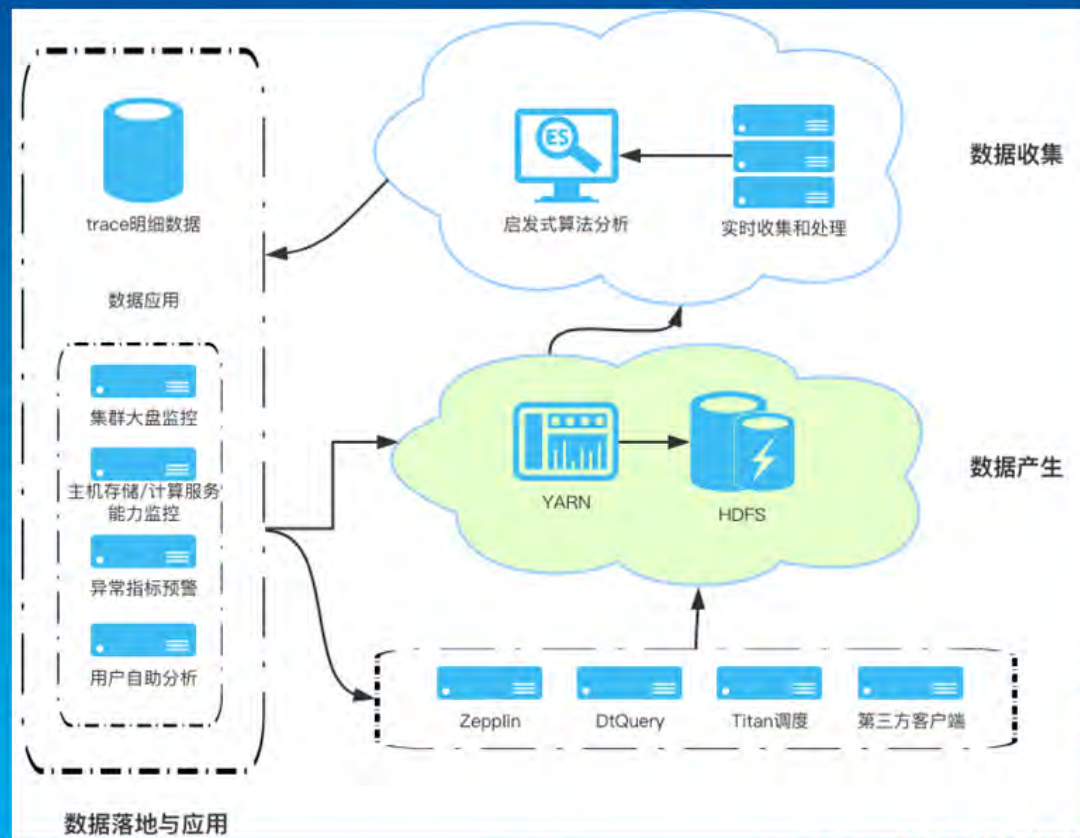 trace明细数据
数据应用
集群大盘监控
主机存储/计算服务
能力监控
异常指标预警
用户自助分析
数据落地与应用
ES
启发式算法分析
实时收集和处理
数据收集
YARN
HDFS
数据产生
Zepplin
DtQuery
Titan调度
第三方客户端